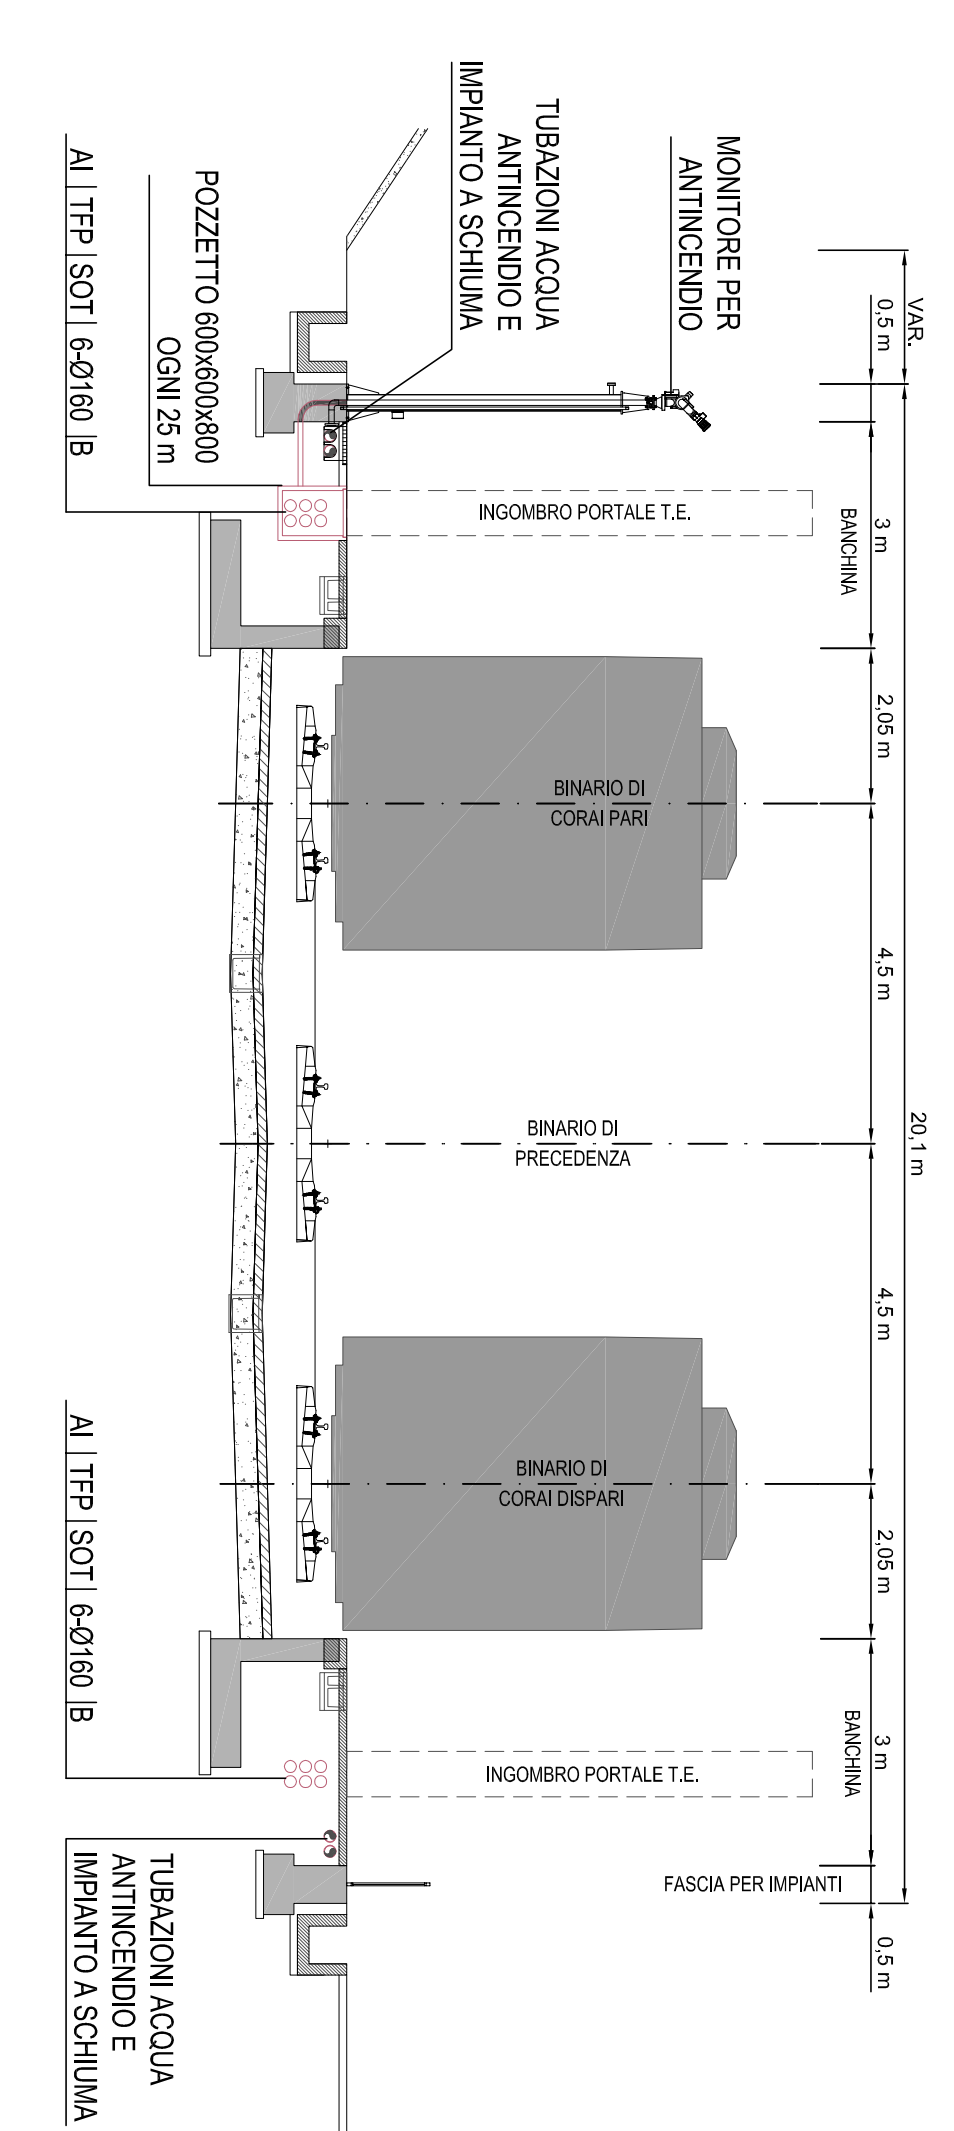 MONITORE PER
ANTINCENDIO
TUBAZIONI ACQUA
ANTINCENDIO E
IMPIANTO A SCHIUMA
POZZETTO 600x600x800
OGNI 25 m
AI | TFP | SOT | 6-Ø160 |B
VAR.
0,5 m
3 m
BANCHINA
2,05 m
4,5 m
20,1 m
4,5 m
2,05 m
3 m
BANCHINA
FASCIA PER IMPIANTI
0,5 m
INGOMBRO PORTALE T.E.
BINARIO DI
CORAI PARI
BINARIO DI
PRECEDENZA
BINARIO DI
CORAI DISPARI
INGOMBRO PORTALE T.E.
AI | TFP | SOT | 6-Ø160 |B
TUBAZIONI ACQUA
ANTINCENDIO E
IMPIANTO A SCHIUMA